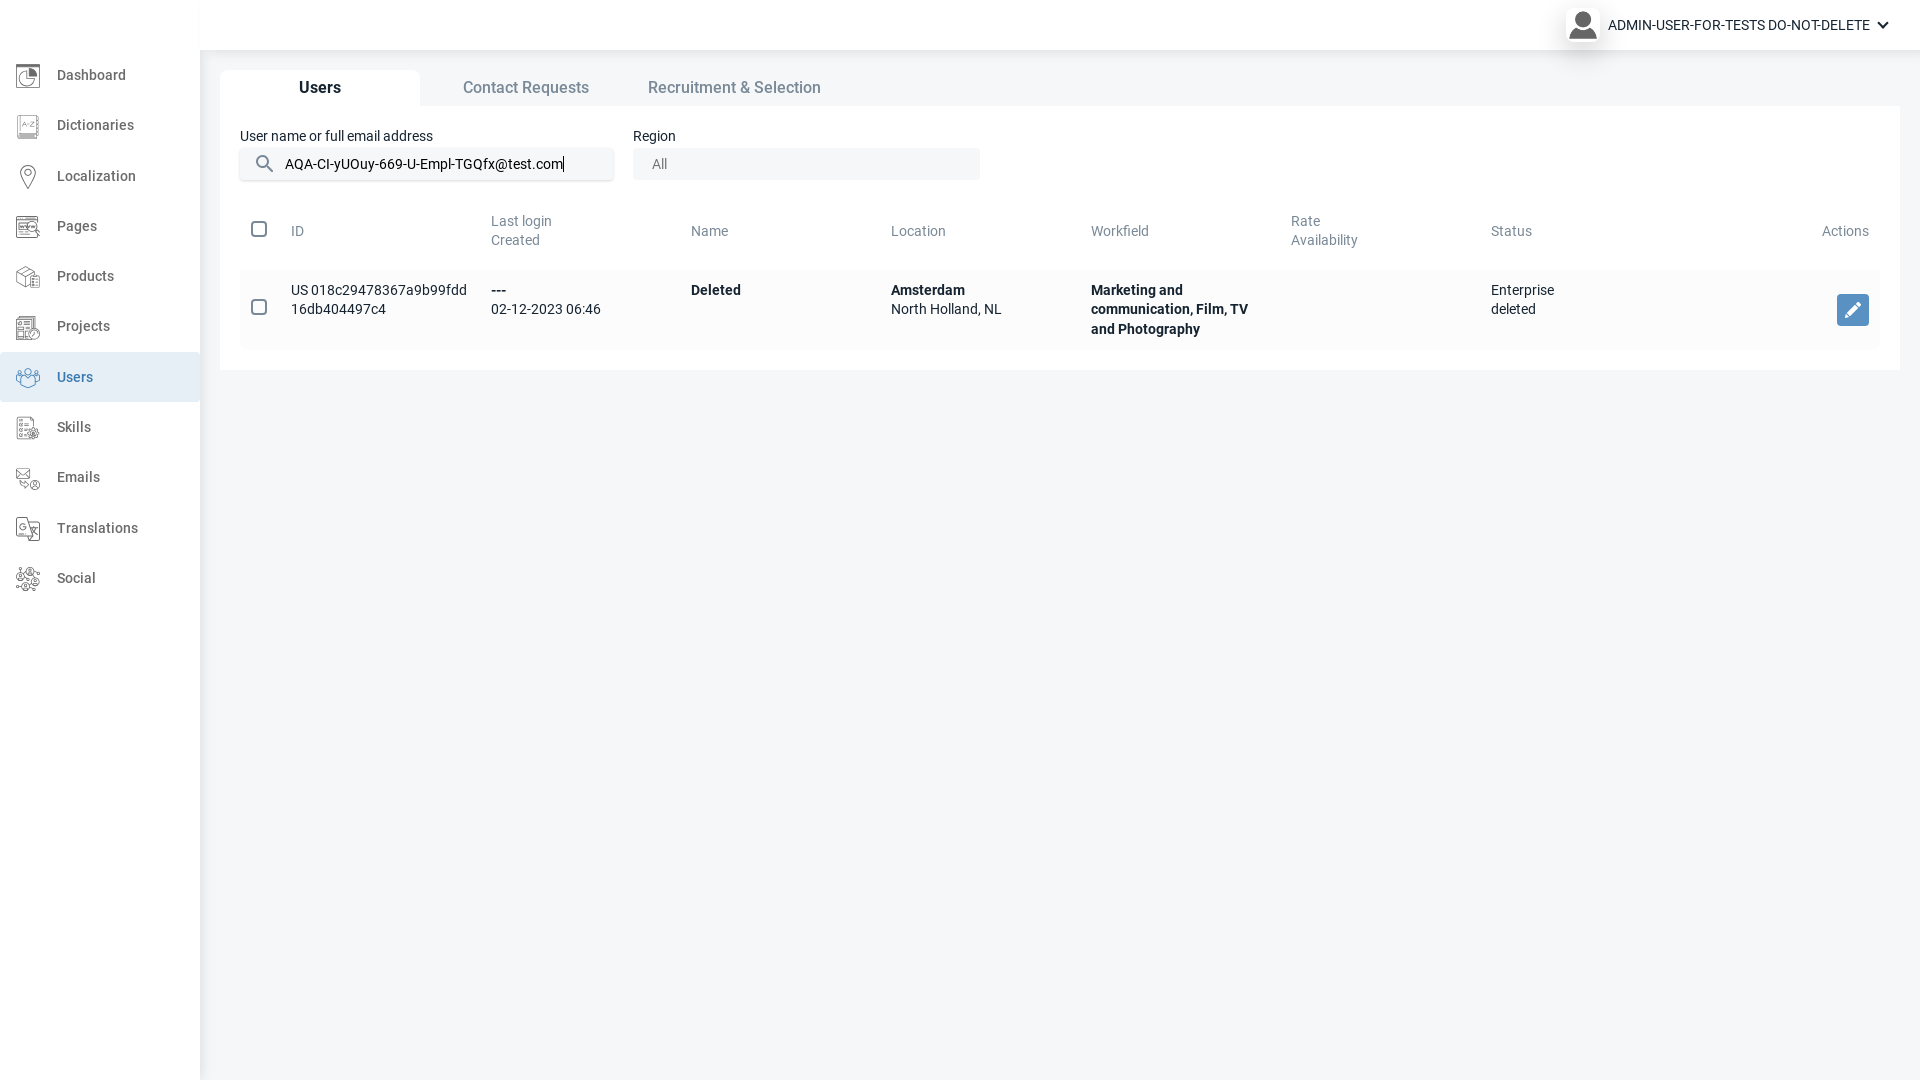 ADMIN-USER-FOR-TESTS DO-NOT-DELETE
Dashboard
Dictionaries
Localization
Pages
Products
Projects
Users
Skills
Emails
Translations
Social
Users Contact Requests Recruitment & Selection
User name or full email address Region
AQA-CI-yUOuy-669-U-Empl-TGQfx@test.com All
ID Last login Created Name Location Workfield Rate Availability Status Actions
US 018c29478367a9b99fdd --- Deleted Amsterdam Marketing and Enterprise
16db404497c4 02-12-2023 06:46 North Holland, NL communication, Film, TV deleted
and Photography